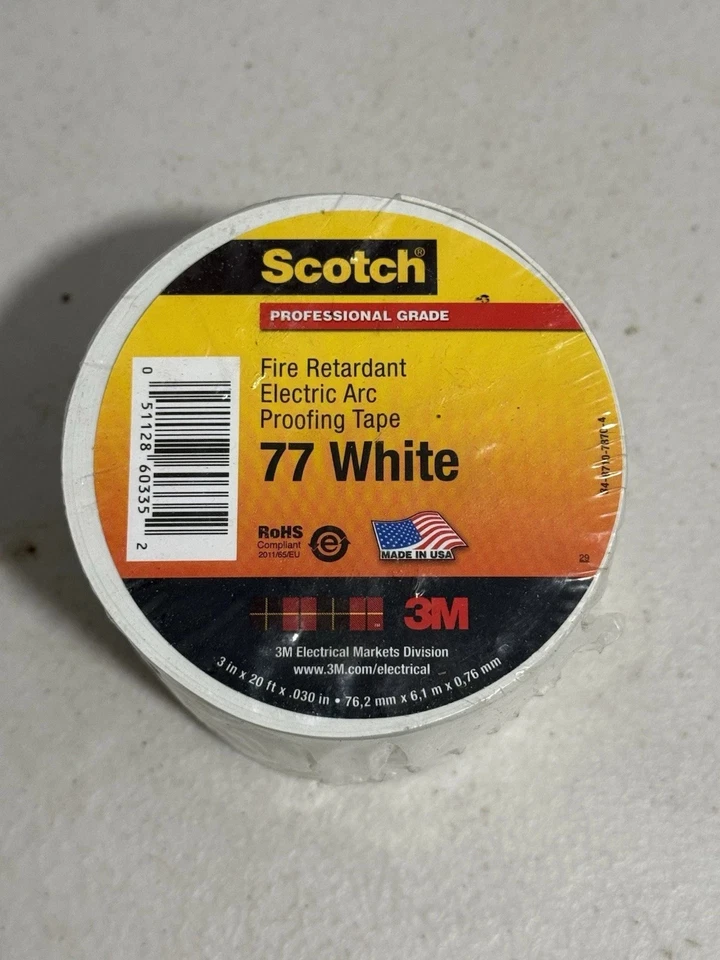 Scotch®
PROFESSIONAL GRADE
Fire Retardant
Electric Arc
Proofing Tape
77 White
0 51128 60335 2
RoHS
Compliant
2011/65/EU
e
MADE IN USA
29
3M
3M Electrical Markets Division
www.3M.com/electrical
3 in x 20 ft x .030 in • 76,2 mm x 6,1 m x 0,76 mm